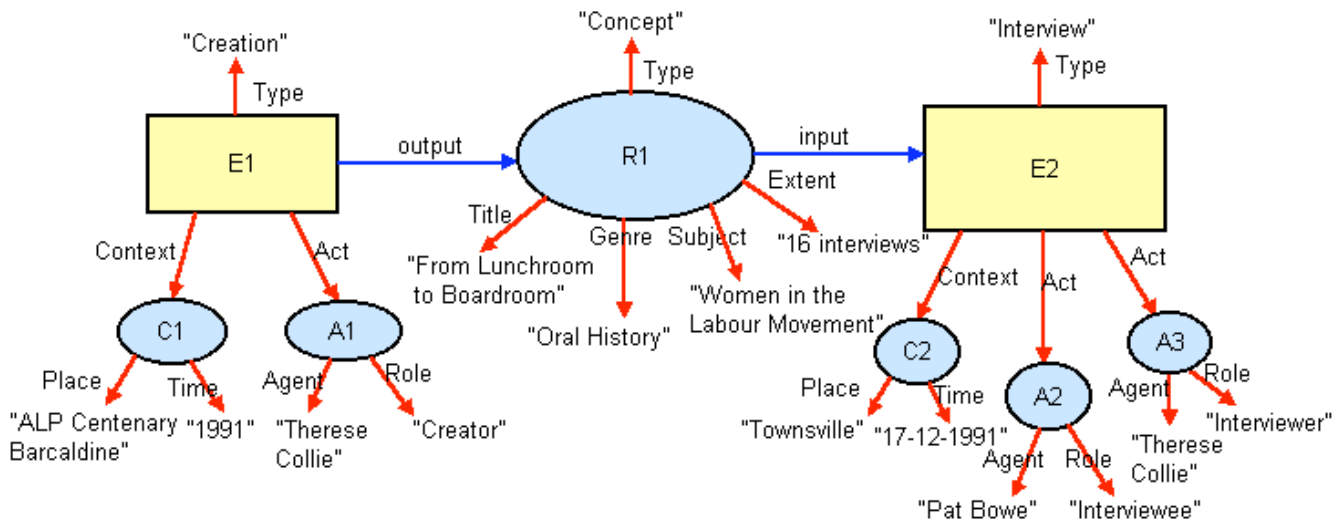 "Creation"
Type
E1
output
Context
Act
C1
A1
Place
Time
"ALP Centenary
Barcaldine"
"1991"
Agent
Role
"Therese
Collie"
"Creator"
"Concept"
Type
R1
input
Title
Genre
Subject
Extent
"From Lunchroom
to Boardroom"
"Oral History"
"Women in the
Labour Movement"
"16 interviews"
"Interview"
Type
E2
Context
Act
Act
C2
A2
A3
Place
Time
"Townsville"
"17-12-1991"
Agent
Role
"Pat Bowe"
"Interviewee"
Agent
Role
"Therese
Collie"
"Interviewer"